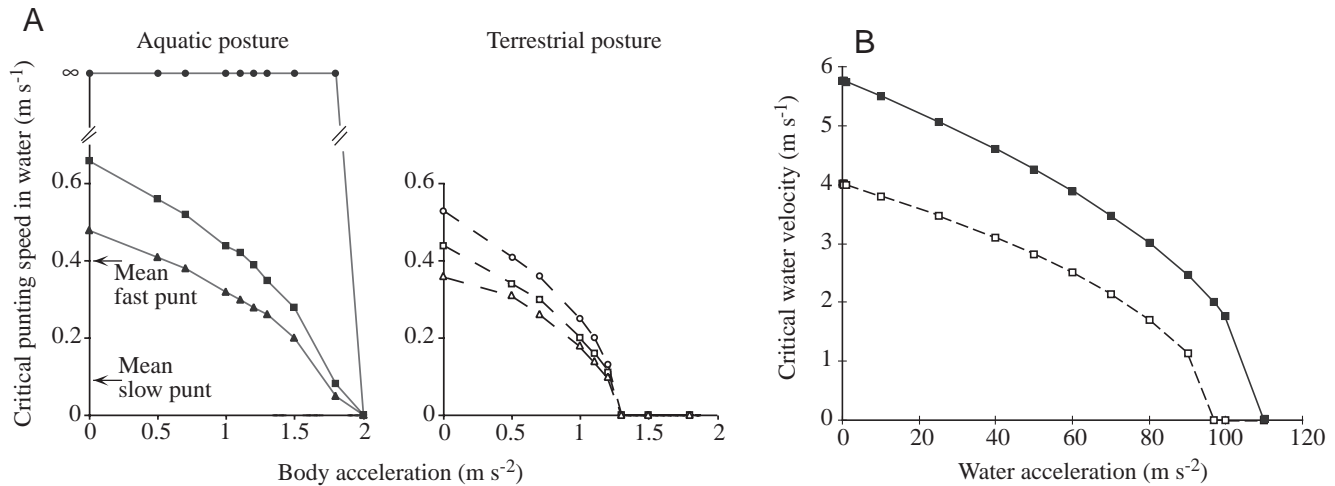 A
Aquatic posture
Terrestrial posture
Critical punting speed in water (m s-1)
∞
0.6
0.4
0.2
0
Mean
fast punt
Mean
slow punt
0 0.5 1 1.5 2
0.6
0.4
0.2
0
0 0.5 1 1.5 2
Body acceleration (m s-2)
B
Critical water velocity (m s-1)
6
5
4
3
2
1
0
0 20 40 60 80 100 120
Water acceleration (m s-2)